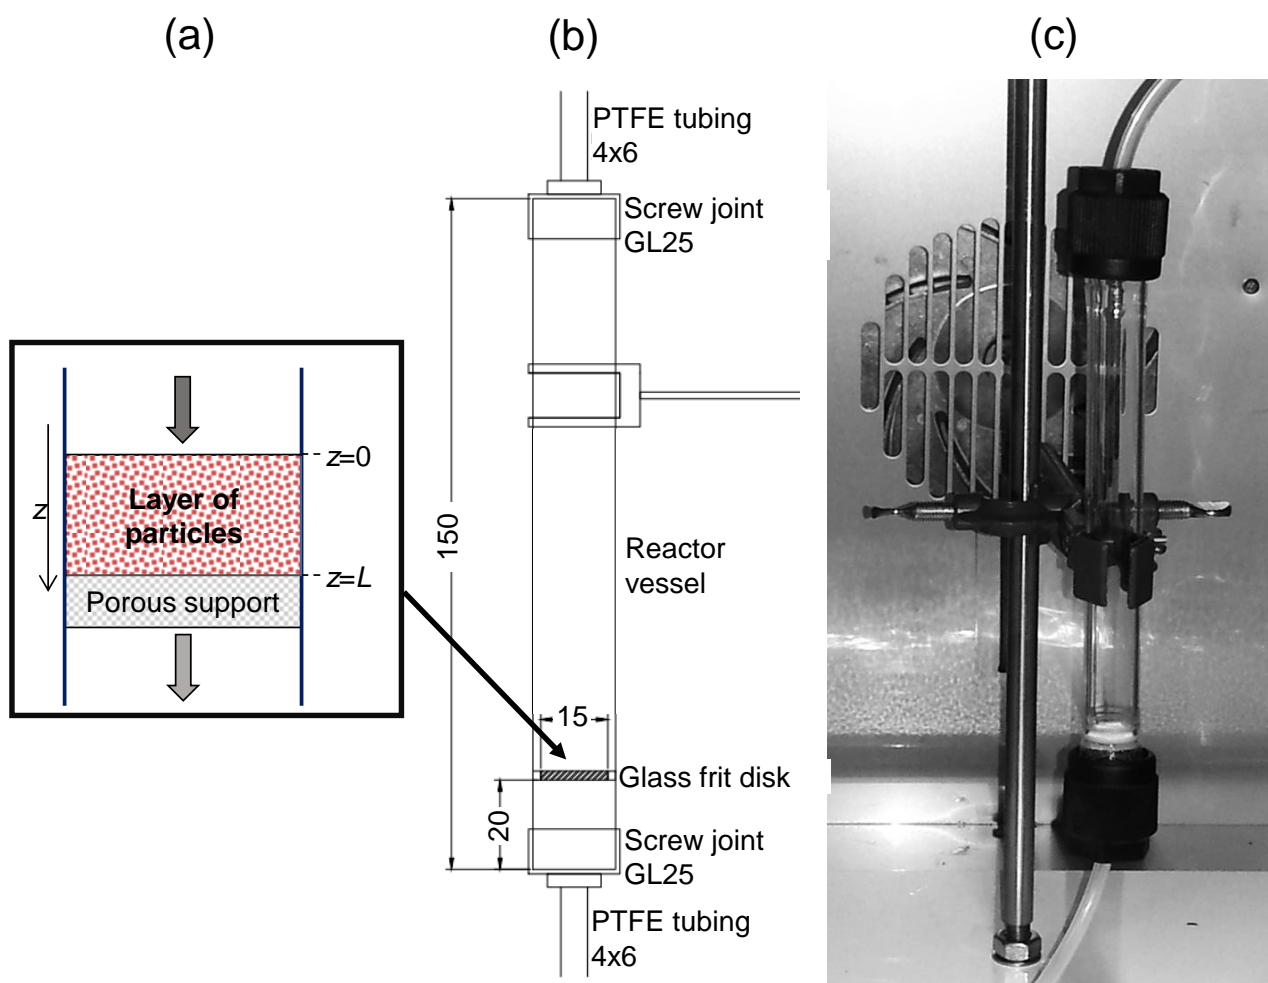 (a)
(b)
(c)
PTFE tubing
4x6
Screw joint
GL25
z=0
Layer of
particles
z
z=L
Porous support
150
Reactor
vessel
15
Glass frit disk
20
Screw joint
GL25
PTFE tubing
4x6